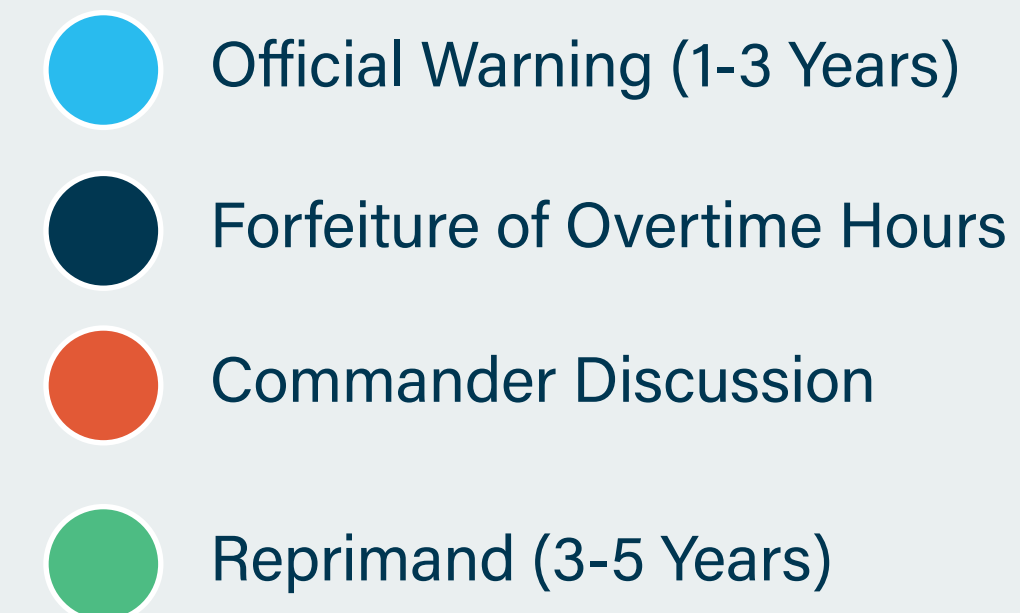 Official Warning (1-3 Years)
Forfeiture of Overtime Hours
Commander Discussion
Reprimand (3-5 Years)